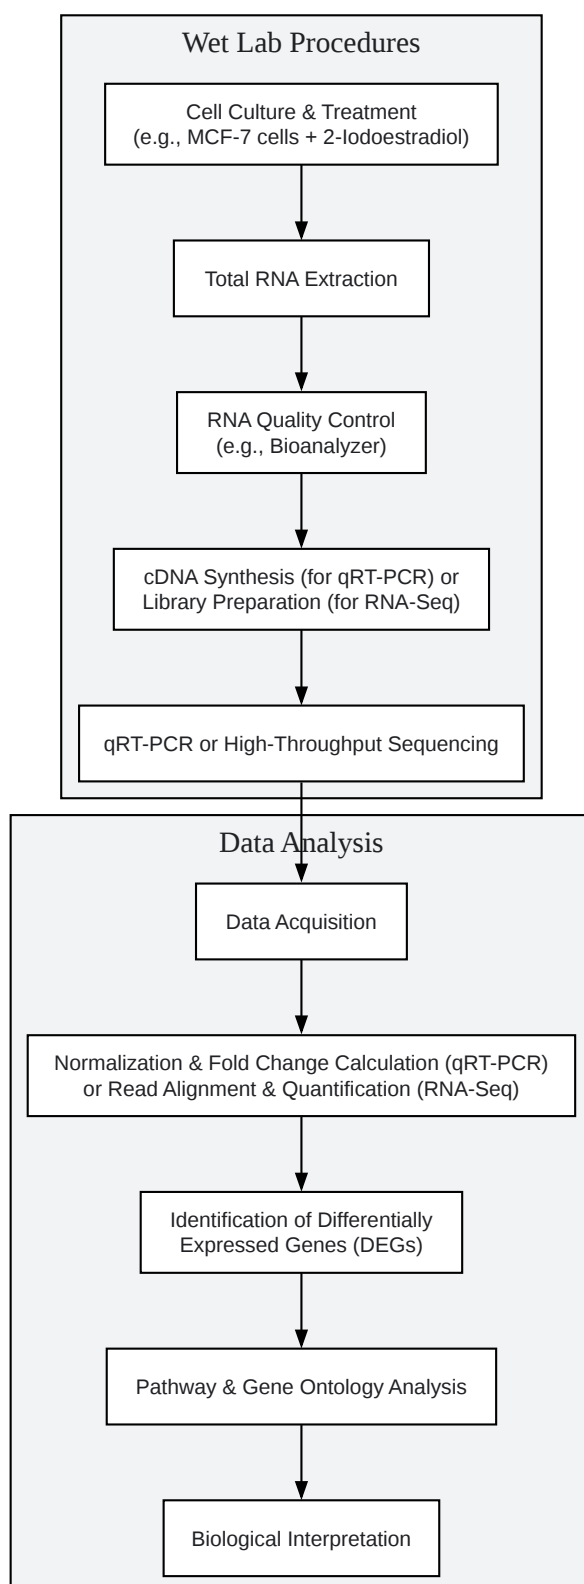 Wet Lab Procedures
Cell Culture & Treatment
(e.g., MCF-7 cells + 2-Iodoestradiol)
Total RNA Extraction
RNA Quality Control
(e.g., Bioanalyzer)
cDNA Synthesis (for qRT-PCR) or
Library Preparation (for RNA-Seq)
qRT-PCR or High-Throughput Sequencing
Data Analysis
Data Acquisition
Normalization & Fold Change Calculation (qRT-PCR)
or Read Alignment & Quantification (RNA-Seq)
Identification of Differentially
Expressed Genes (DEGs)
Pathway & Gene Ontology Analysis
Biological Interpretation